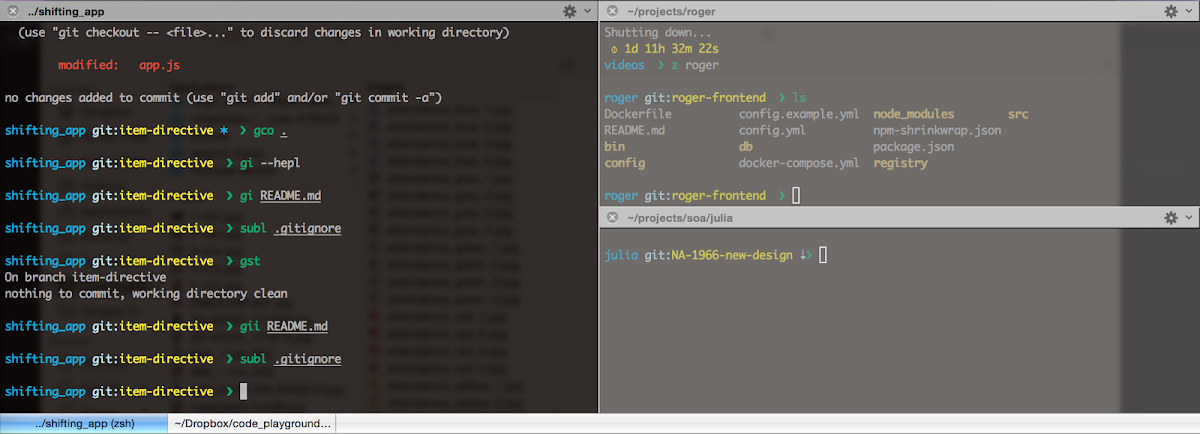 ../shifting_app
(use "git checkout -- <file>..." to discard changes in working directory)
modified: app.js
no changes added to commit (use "git add" and/or "git commit -a")
shifting_app git:item-directive * ❯ gco .
shifting_app git:item-directive ❯ gi --hepl
shifting_app git:item-directive ❯ gi README.md
shifting_app git:item-directive ❯ subl .gitignore
shifting_app git:item-directive ❯ gst
On branch item-directive
nothing to commit, working directory clean
shifting_app git:item-directive ❯ gii README.md
shifting_app git:item-directive ❯ subl .gitignore
shifting_app git:item-directive ❯
~/projects/roger
Shutting down...
1d 11h 32m 22s
videos ❯ z roger
roger git:roger-frontend ❯ ls
Dockerfile config.example.yml node_modules src
README.md config.yml npm-shrinkwrap.json
bin db package.json
config docker-compose.yml registry
roger git:roger-frontend ❯
~/projects/soa/julia
julia git:NA-1966-new-design ⇣❯
../shifting_app (zsh)
~/Dropbox/code_playground...